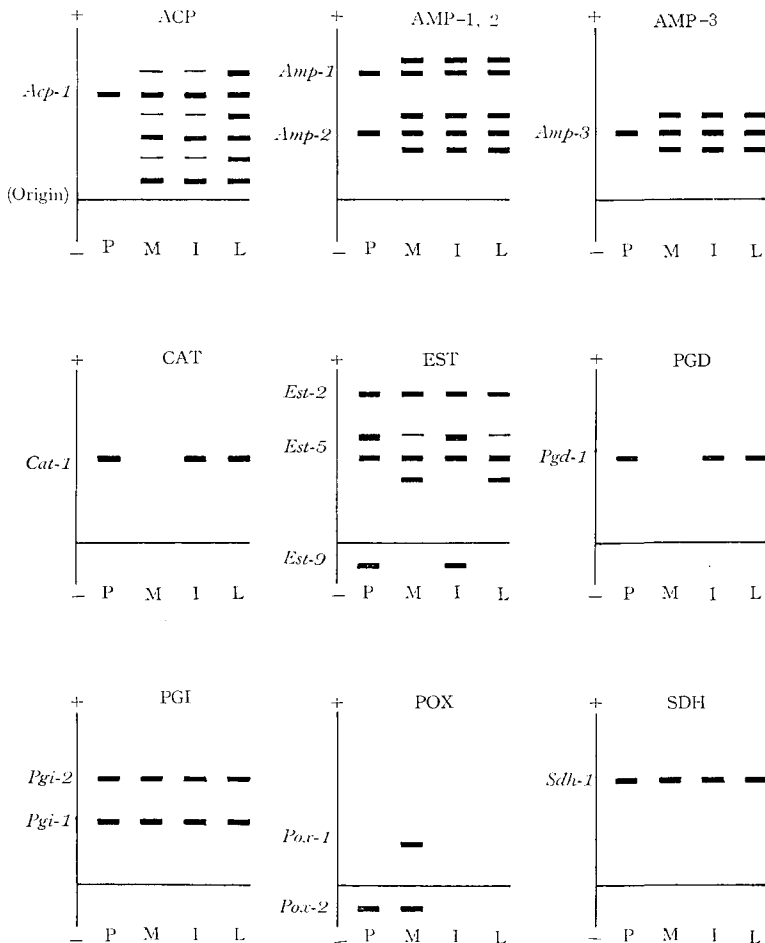 ACP
+
Acp-1
(Origin)
−
P M I L
AMP-1, 2
+
Amp-1
Amp-2
−
P M I L
AMP-3
+
Amp-3
−
P M I L
CAT
+
Cat-1
−
P M I L
EST
+
Est-2
Est-5
Est-9
−
P M I L
PGD
+
Pgd-1
−
P M I L
PGI
+
Pgi-2
Pgi-1
−
P M I L
POX
+
Pox-1
Pox-2
−
P M I L
SDH
+
Sdh-1
−
P M I L